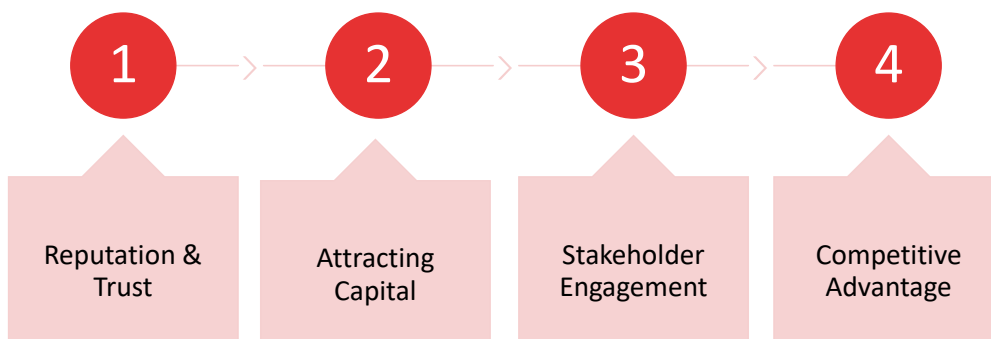 1
2
3
4
Reputation &
Trust
Attracting
Capital
Stakeholder
Engagement
Competitive
Advantage